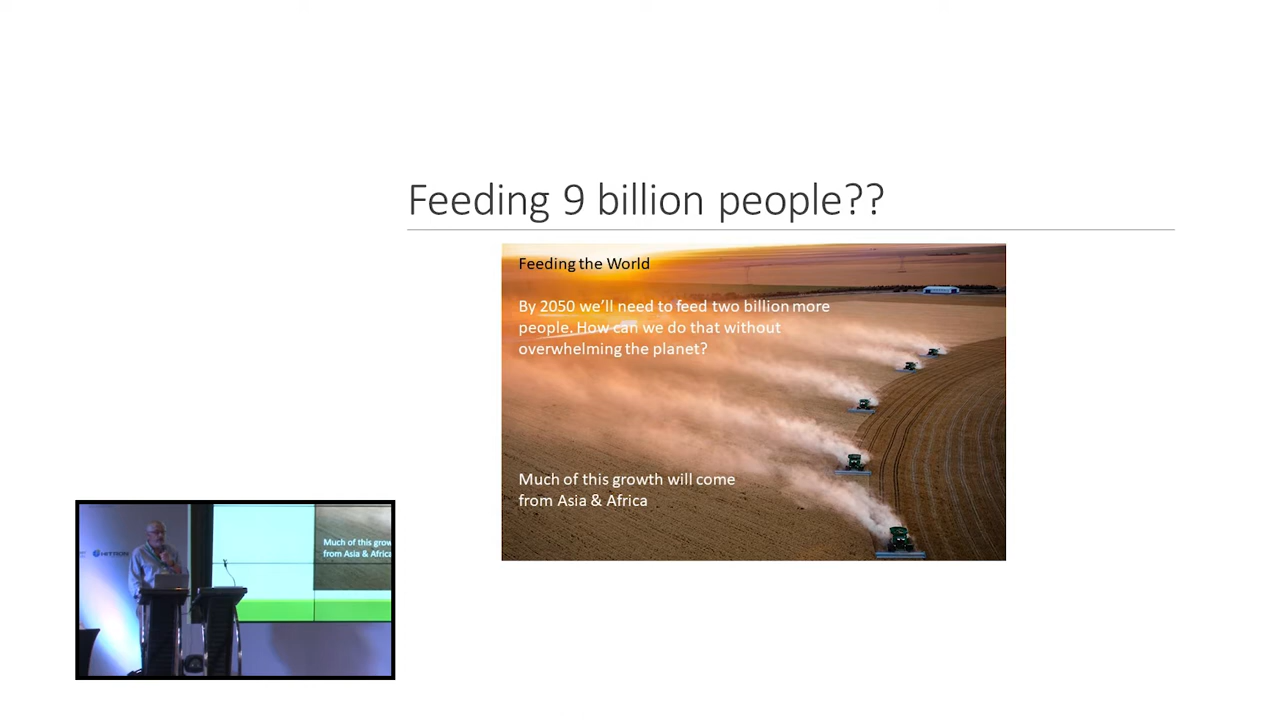 Feeding 9 billion people??
Feeding the World
By 2050 we'll need to feed two billion more
people. How can we do that without
overwhelming the planet?
Much of this growth will come
from Asia & Africa
HITRON
Much of this grow
from Asia & Africa